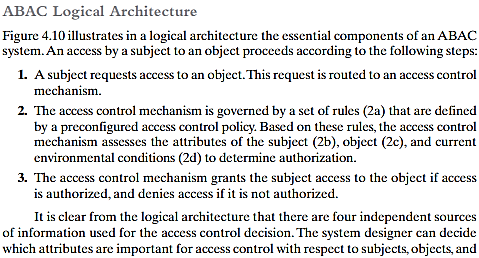 ABAC Logical Architecture
Figure 4.10 illustrates in a logical architecture the essential components of an ABAC
system. An access by a subject to an object proceeds according to the following steps:
1. A subject requests access to an object. This request is routed to an access control
mechanism.
2. The access control mechanism is governed by a set of rules (2a) that are defined
by a preconfigured access control policy. Based on these rules, the access control
mechanism assesses the attributes of the subject (2b), object (2c), and current
environmental conditions (2d) to determine authorization.
3. The access control mechanism grants the subject access to the object if access
is authorized, and denies access if it is not authorized.
It is clear from the logical architecture that there are four independent sources
of information used for the access control decision. The system designer can decide
which attributes are important for access control with respect to subjects, objects, and